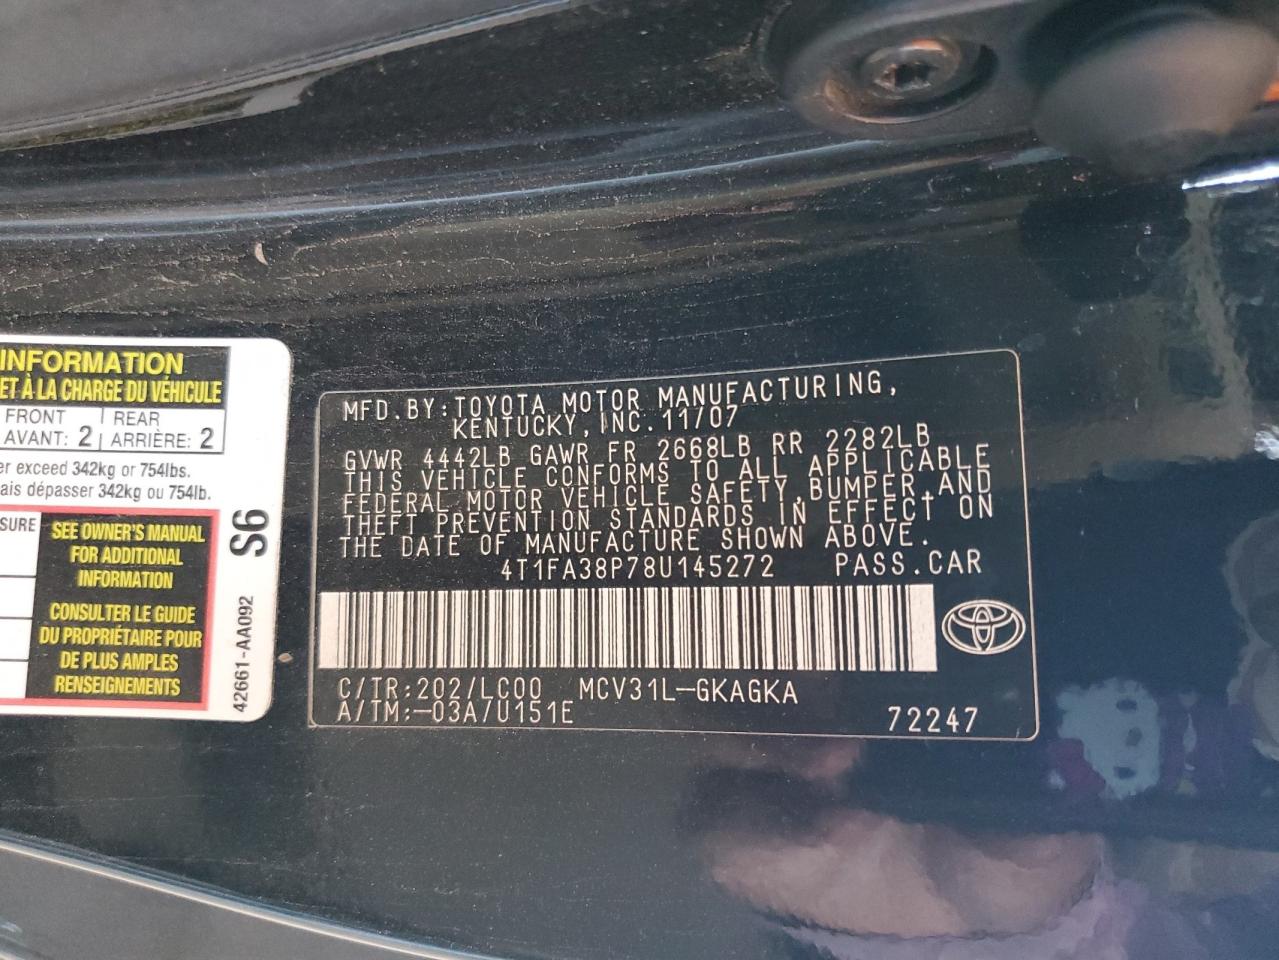 INFORMATION
ET À LA CHARGE DU VÉHICULE
FRONT REAR
AVANT: 2 ARRIÈRE: 2
er exceed 342kg or 754lbs.
ais dépasser 342kg ou 754lb.
SURE
SEE OWNER'S MANUAL
FOR ADDITIONAL
INFORMATION
CONSULTER LE GUIDE
DU PROPRIÉTAIRE POUR
DE PLUS AMPLES
RENSEIGNEMENTS
S6
42661-AA092
MFD.BY: TOYOTA MOTOR MANUFACTURING,
KENTUCKY, INC. 11/07
GVWR 4442LB GAWR FR 2668LB RR 2282LB
THIS VEHICLE CONFORMS TO ALL APPLICABLE
FEDERAL MOTOR VEHICLE SAFETY, BUMPER, AND
THEFT PREVENTION STANDARDS IN EFFECT ON
THE DATE OF MANUFACTURE SHOWN ABOVE.
4T1FA38P78U145272 PASS.CAR
C/TR:202/LC00 MCV31L-GKAGKA
A/TM:-03A/U151E
72247